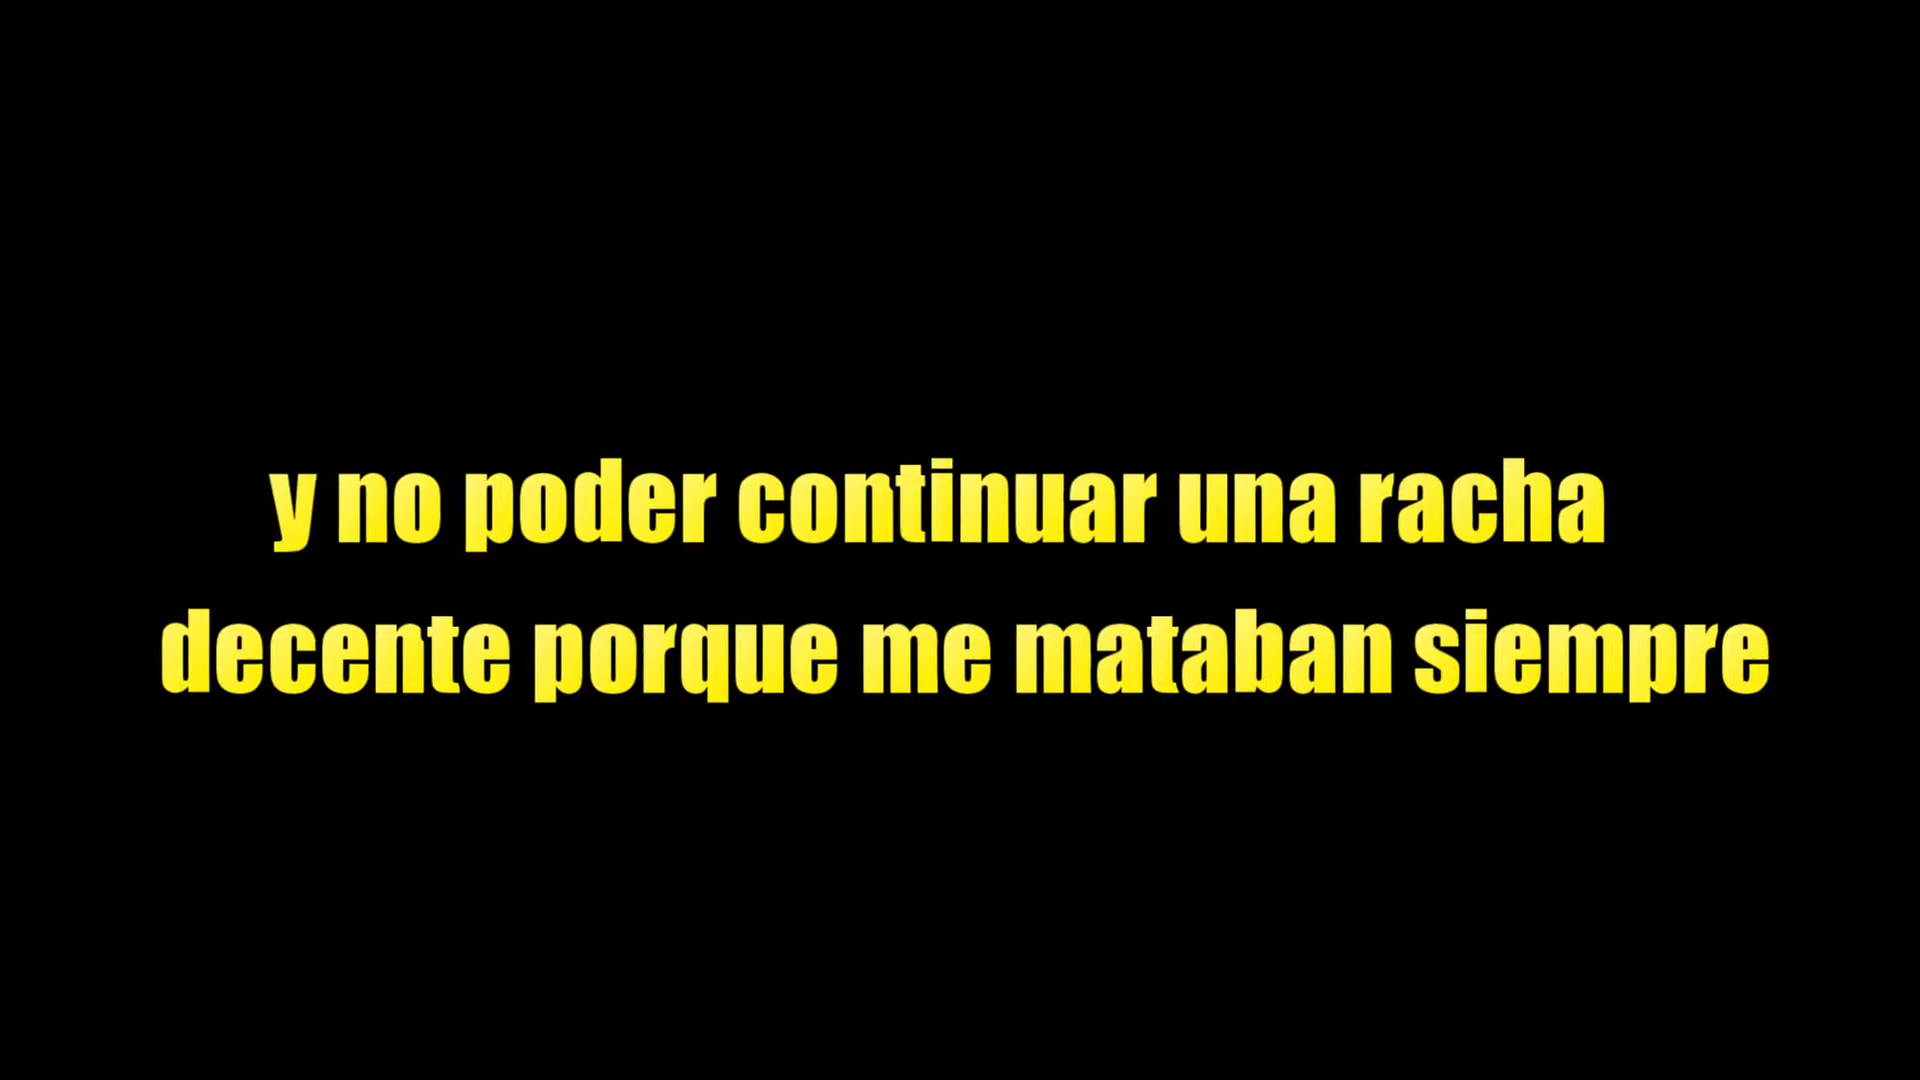 y no poder continuar una racha
decente porque me mataban siempre